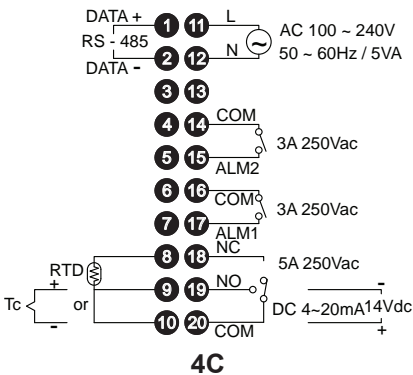 DATA + 1 11 L AC 100 ~ 240V
RS - 485 50 ~ 60Hz / 5VA
DATA - 2 12 N ~
3 13
4 14 COM
3A 250Vac
5 15 ALM2
6 16 COM
3A 250Vac
7 17 ALM1
8 18 NC
RTD 5A 250Vac
+ 9 19 NO -
Tc or DC 4~20mA 14Vdc
- 10 20 COM +
4C